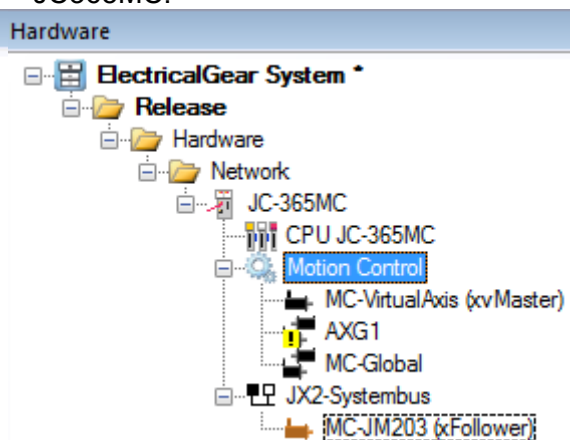 JC365MC.
Hardware
ElectricalGear System *
Release
Hardware
Network
JC-365MC
CPU JC-365MC
Motion Control
MC-VirtualAxis (xvMaster)
AXG1
MC-Global
JX2-Systembus
MC-JM203 (xFollower)